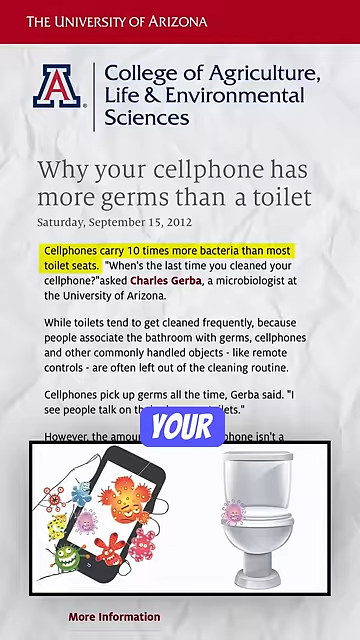 THE UNIVERSITY OF ARIZONA
A
College of Agriculture,
Life & Environmental
Sciences
Why your cellphone has
more germs than a toilet
Saturday, September 15, 2012
Cellphones carry 10 times more bacteria than most
toilet seats. "When's the last time you cleaned your
cellphone?"asked Charles Gerba, a microbiologist at
the University of Arizona.
While toilets tend to get cleaned frequently, because
people associate the bathroom with germs, cellphones
and other commonly handled objects - like remote
controls - are often left out of the cleaning routine.
Cellphones pick up germs all the time, Gerba said. "I
see people talk on
YOUR
However, the isn't a
More Information